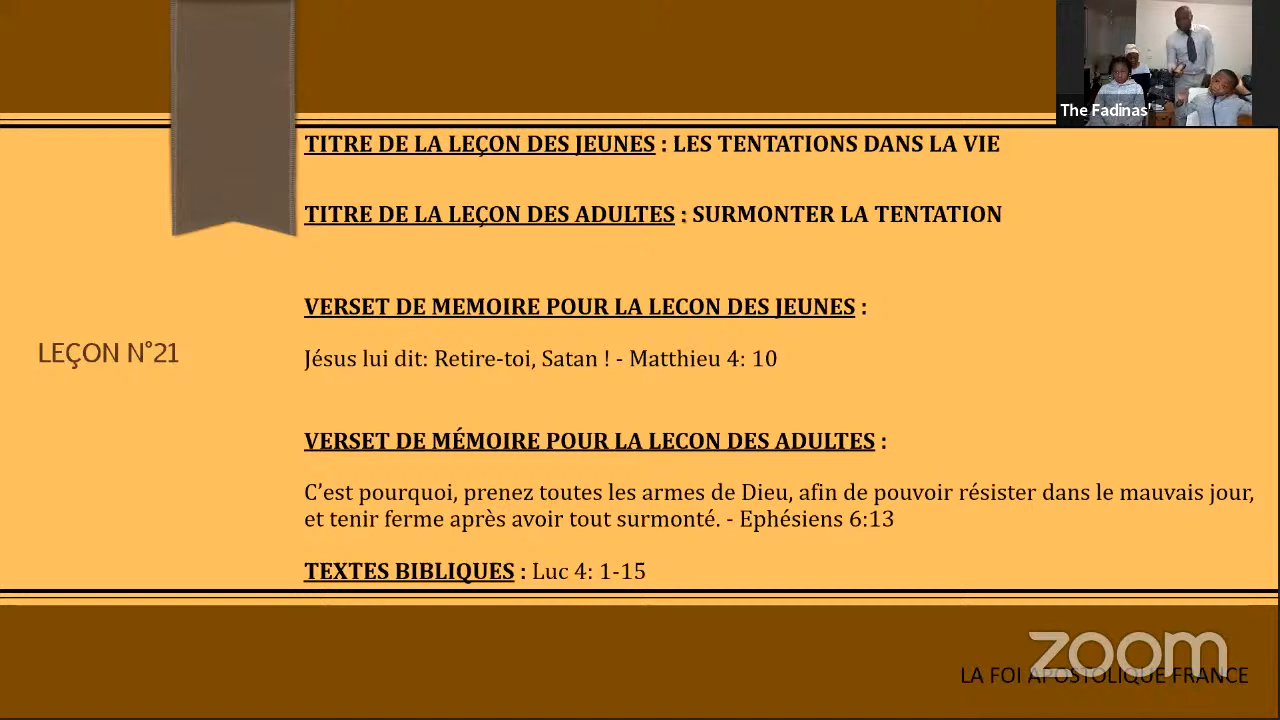 The Fadinas'
TITRE DE LA LEÇON DES JEUNES : LES TENTATIONS DANS LA VIE
TITRE DE LA LEÇON DES ADULTES : SURMONTER LA TENTATION
VERSET DE MEMOIRE POUR LA LECON DES JEUNES :
LEÇON N°21
Jésus lui dit: Retire-toi, Satan ! - Matthieu 4: 10
VERSET DE MÉMOIRE POUR LA LECON DES ADULTES :
C’est pourquoi, prenez toutes les armes de Dieu, afin de pouvoir résister dans le mauvais jour,
et tenir ferme après avoir tout surmonté. - Ephésiens 6:13
TEXTES BIBLIQUES : Luc 4: 1-15
zoom
LA FOI APOSTOLIQUE FRANCE